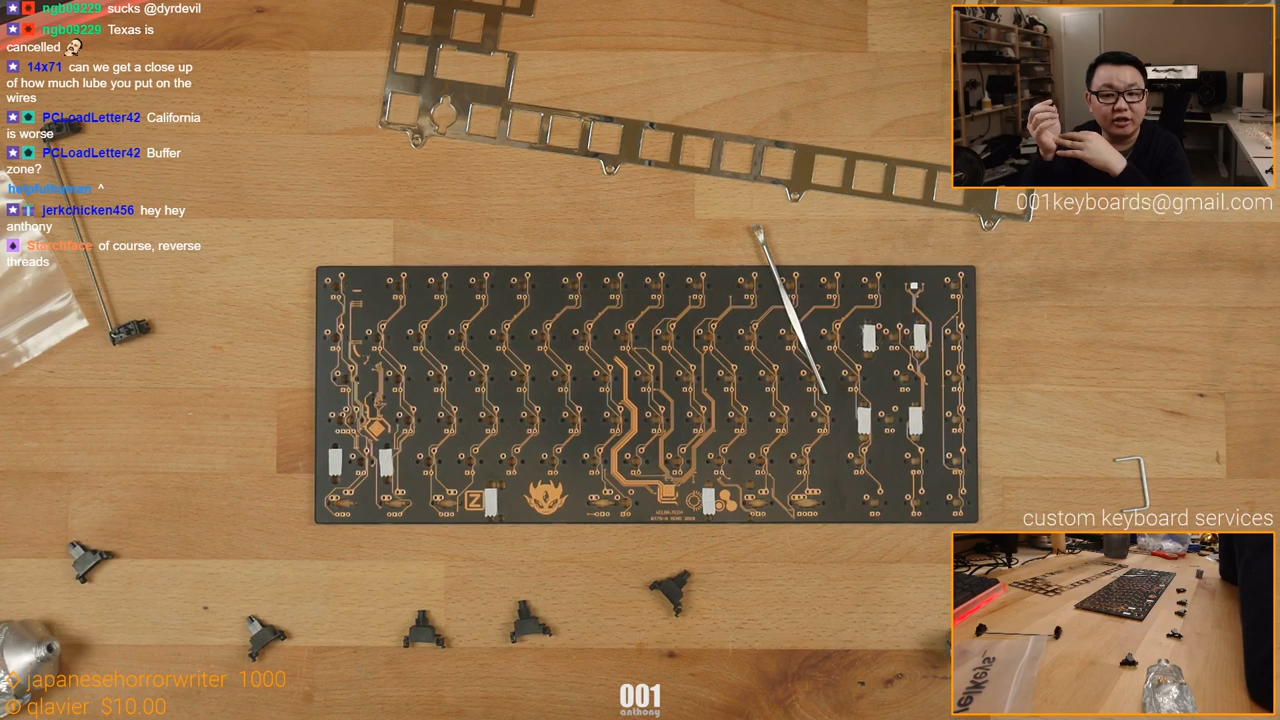 ngb09229 sucks @dyrdevil
ngb09229 Texas is
cancelled
14x71 can we get a close up
of how much lube you put on the
wires
PCLoadLetter42 California
is worse
PCLoadLetter42 Buffer
zone?
helpfulhuman ^
jerkchicken456 hey hey
anthony
Starchface of course, reverse
threads
001keyboards@gmail.com
custom keyboard services
japanesehorrorwriter 1000
qlavier $10.00
001
anthony
Z